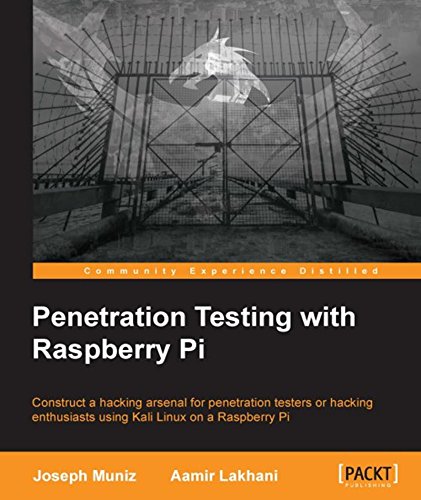 Community Experience Distilled
Penetration Testing with
Raspberry Pi
Construct a hacking arsenal for penetration testers or hacking
enthusiasts using Kali Linux on a Raspberry Pi
Joseph Muniz Aamir Lakhani
[PACKT]
PUBLISHING